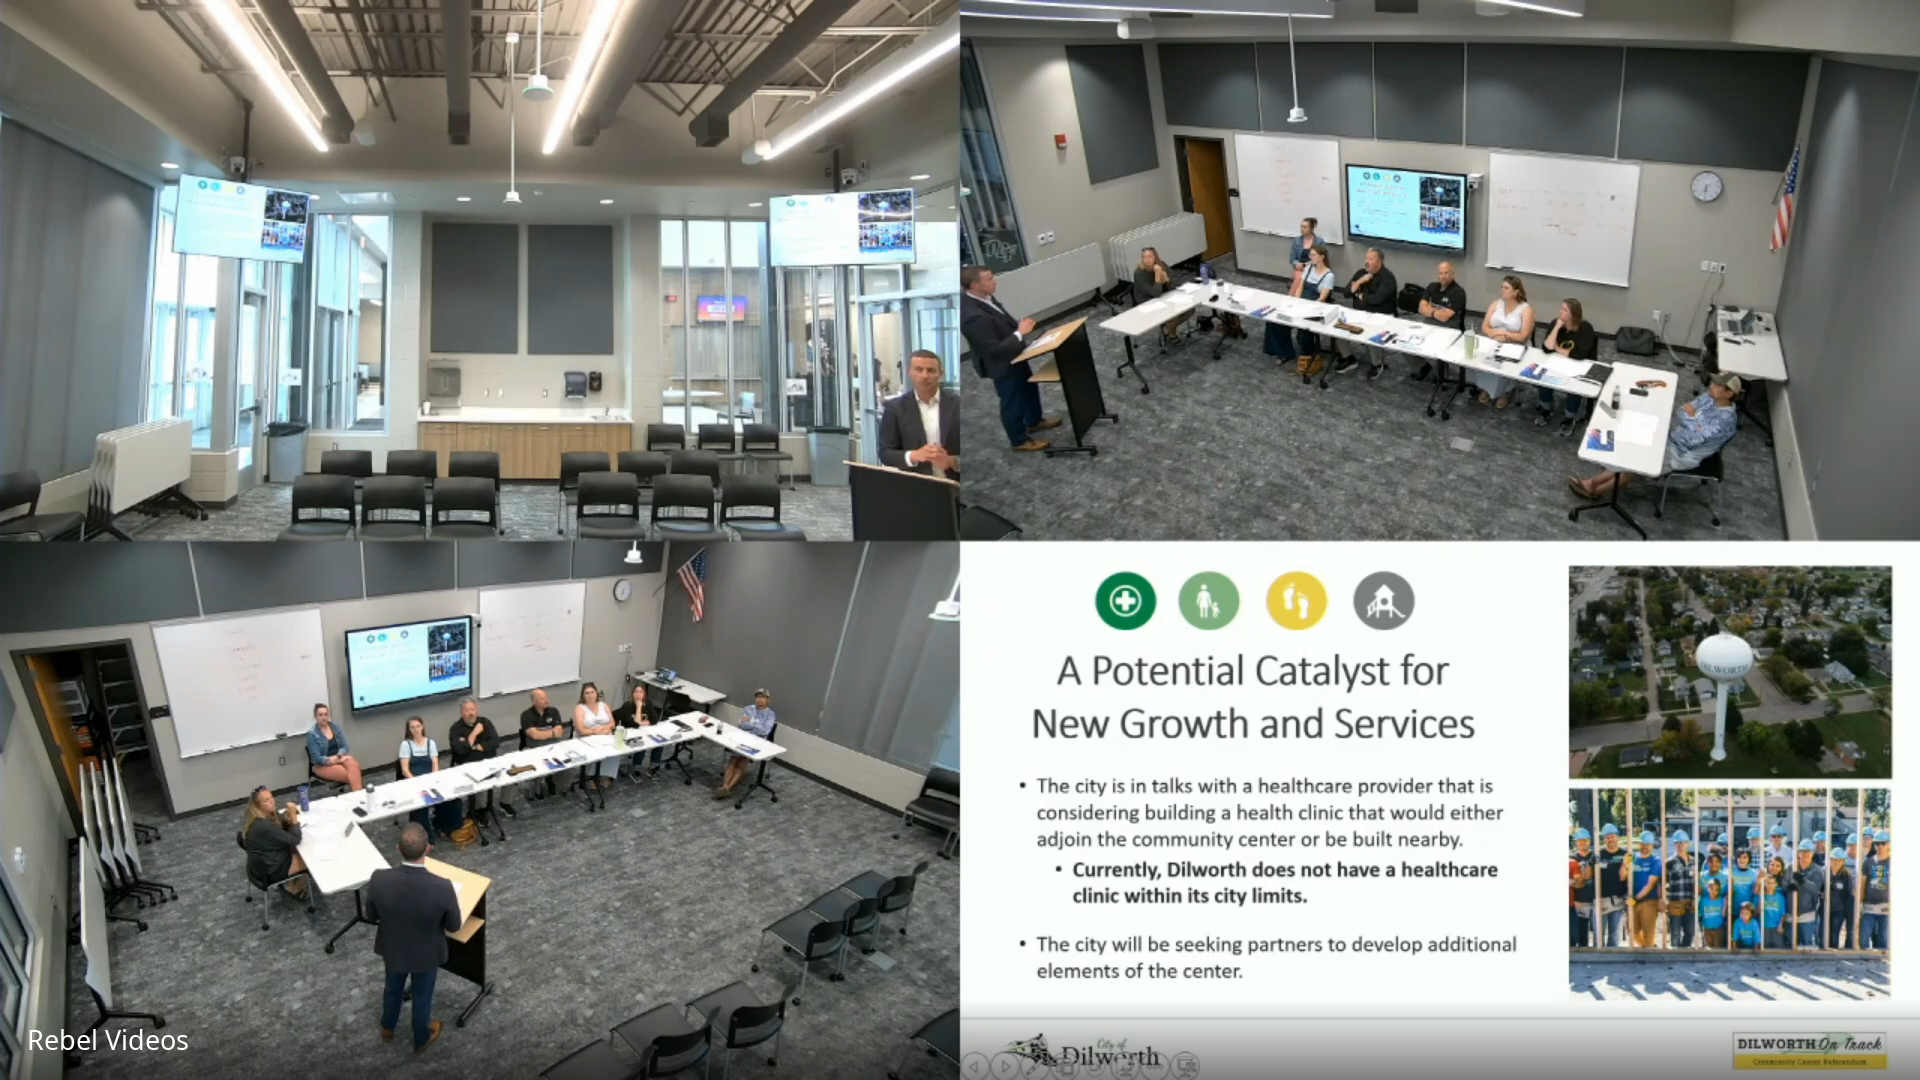 A Potential Catalyst for
New Growth and Services
• The city is in talks with a healthcare provider that is
considering building a health clinic that would either
adjoin the community center or be built nearby.
• Currently, Dilworth does not have a healthcare
clinic within its city limits.
• The city will be seeking partners to develop additional
elements of the center.
DILWORTH
City of
Dilworth
DILWORTH On Track
Community Center Referendum
Rebel Videos